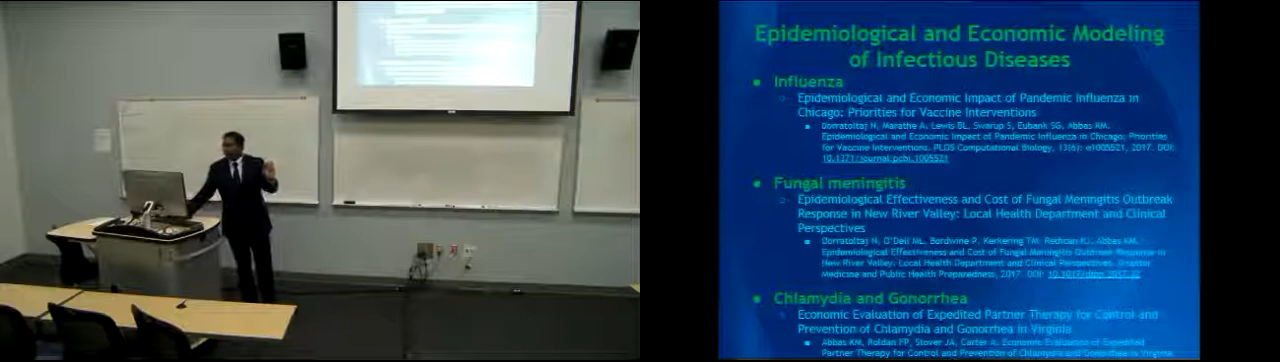 Epidemiological and Economic Modeling
of Infectious Diseases
Influenza
Epidemiological and Economic Impact of Pandemic Influenza in
Chicago: Priorities for Vaccine Interventions
Dorratoltaj N, Marathe A, Lewis BL, Swarup S, Eubank SG, Abbas KM.
Epidemiological and Economic Impact of Pandemic Influenza in Chicago: Priorities
for Vaccine Interventions. PLOS Computational Biology, 13(6): e1005521, 2017. DOI:
10.1371/journal.pcbi.1005521
Fungal meningitis
Epidemiological Effectiveness and Cost of Fungal Meningitis Outbreak
Response in New River Valley: Local Health Department and Clinical
Perspectives
Dorratoltaj N, O'Dell ML, Bordwine P, Kerkering TM, Redican KJ, Abbas KM.
Epidemiological Effectiveness and Cost of Fungal Meningitis Outbreak Response in
New River Valley: Local Health Department and Clinical Perspectives. Disaster
Medicine and Public Health Preparedness, 2017. DOI:
Chlamydia and Gonorrhea
Economic Evaluation of Expedited Partner Therapy for Control and
Prevention of Chlamydia and Gonorrhea in Virginia
Abbas KM, Roldan FP, Stover JA, Carter A. Economic Evaluation of Expedited
Partner Therapy for Control and Prevention of Chlamydia and Gonorrhea in Virginia